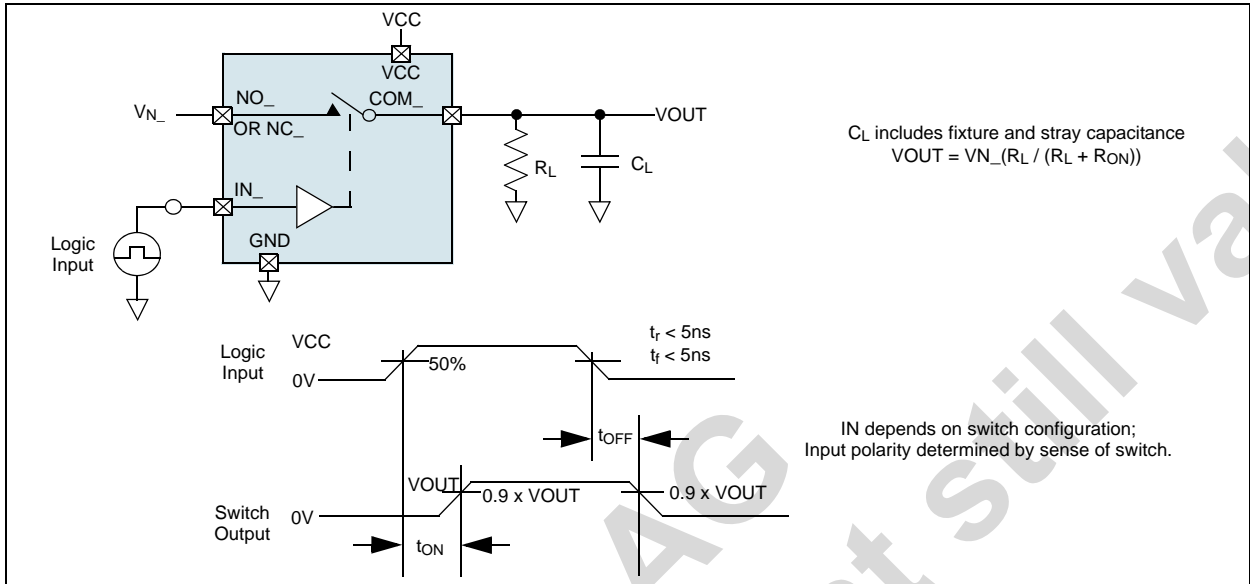 VCC
VCC
NO_
COM_
V_N_
OR NC_
VOUT
C_L includes fixture and stray capacitance
VOUT = VN_(R_L / (R_L + R_ON))
R_L
C_L
IN_
GND
Logic
Input
t_r < 5ns
t_f < 5ns
VCC
Logic
Input
50%
0V
t_OFF
IN depends on switch configuration;
Input polarity determined by sense of switch.
VOUT
0.9 x VOUT
0.9 x VOUT
Switch
Output
0V
t_ON
AG
still